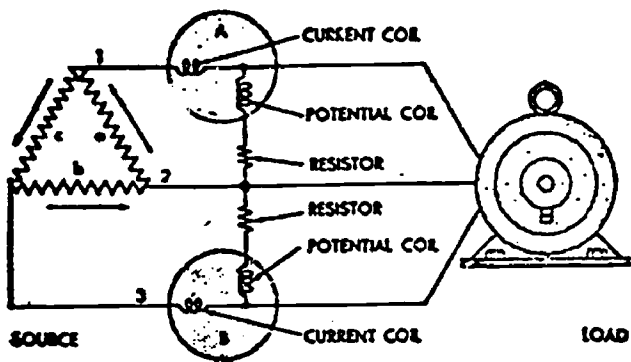 1
A
CURRENT COIL
POTENTIAL COIL
c
a
RESISTOR
b
2
RESISTOR
POTENTIAL COIL
3
B
CURRENT COIL
SOURCE
LOAD